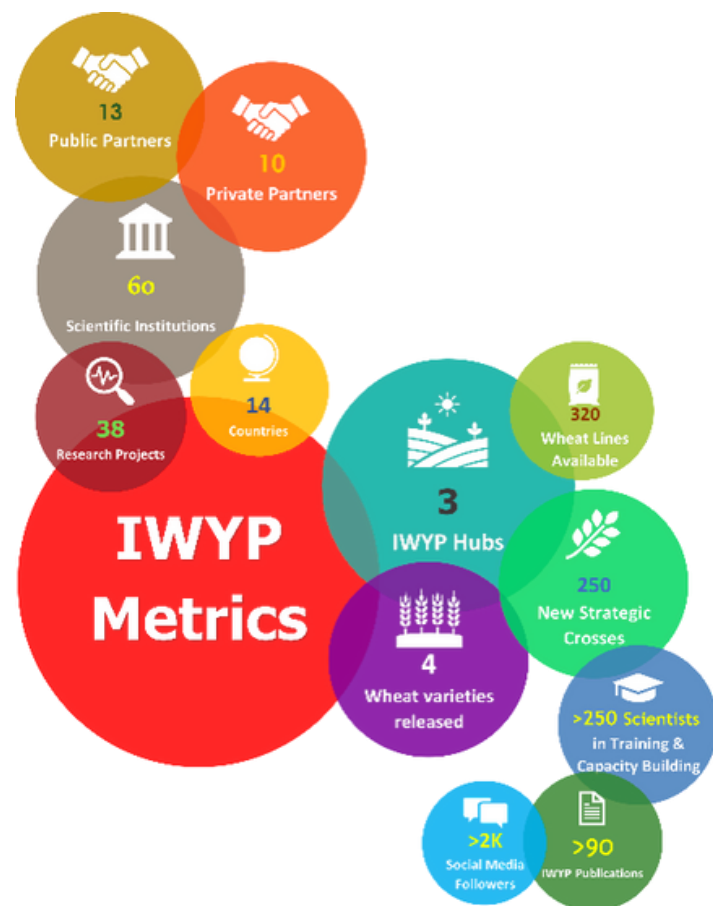 13
Public Partners
10
Private Partners
60
Scientific Institutions
38
Research Projects
14
Countries
IWYP
Metrics
3
IWYP Hubs
320
Wheat Lines
Available
250
New Strategic
Crosses
4
Wheat varieties
released
>250 Scientists
in Training &
Capacity Building
>2K
Social Media
Followers
>90
IWYP Publications